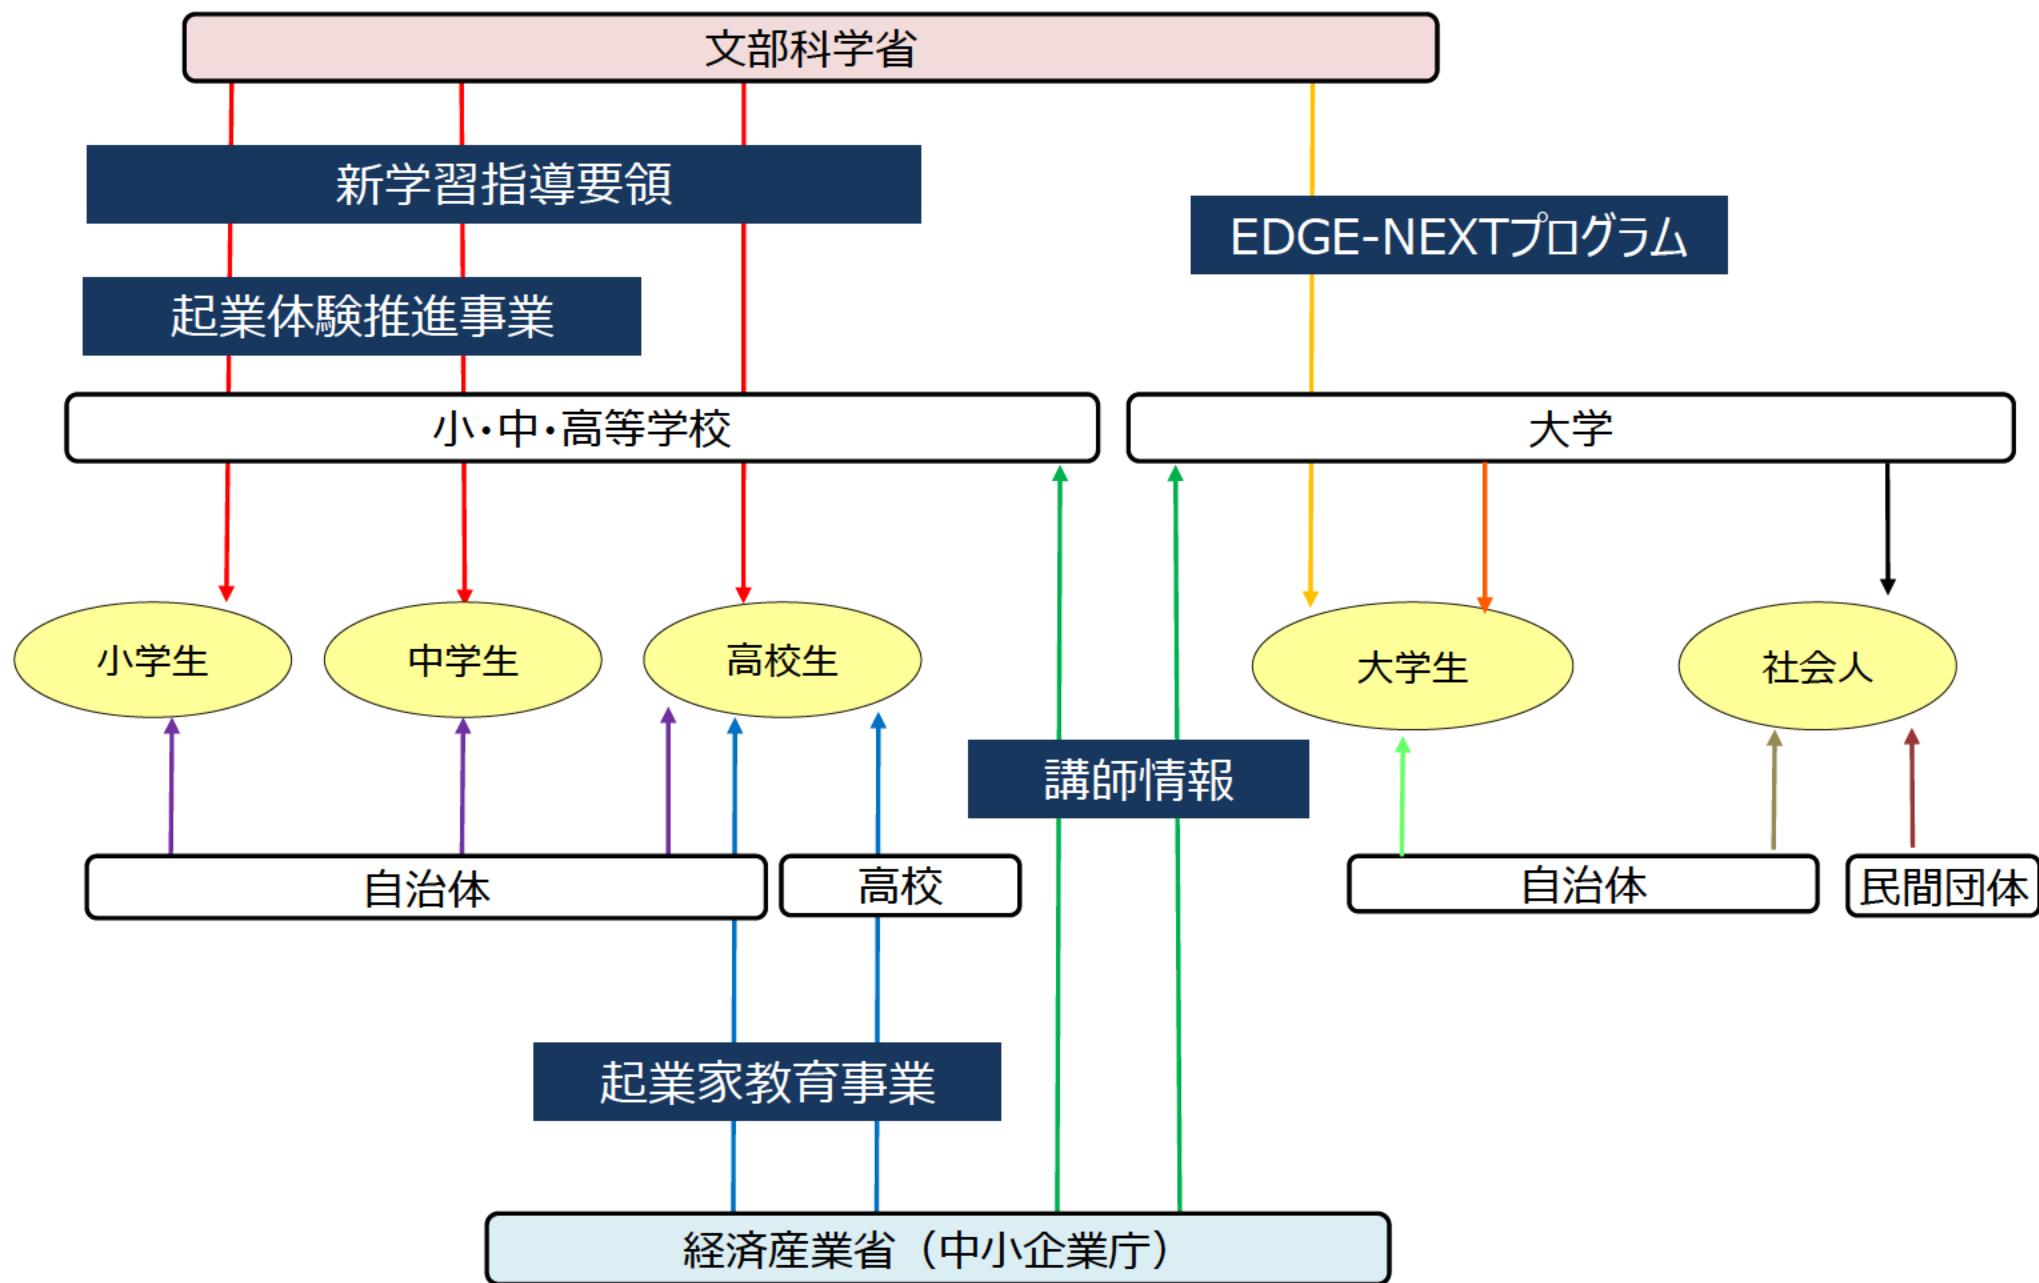 文部科学省
新学習指導要領
EDGE-NEXTプログラム
起業体験推進事業
小・中・高等学校
大学
小学生
中学生
高校生
大学生
社会人
講師情報
自治体
高校
自治体
民間団体
起業家教育事業
経済産業省（中小企業庁）